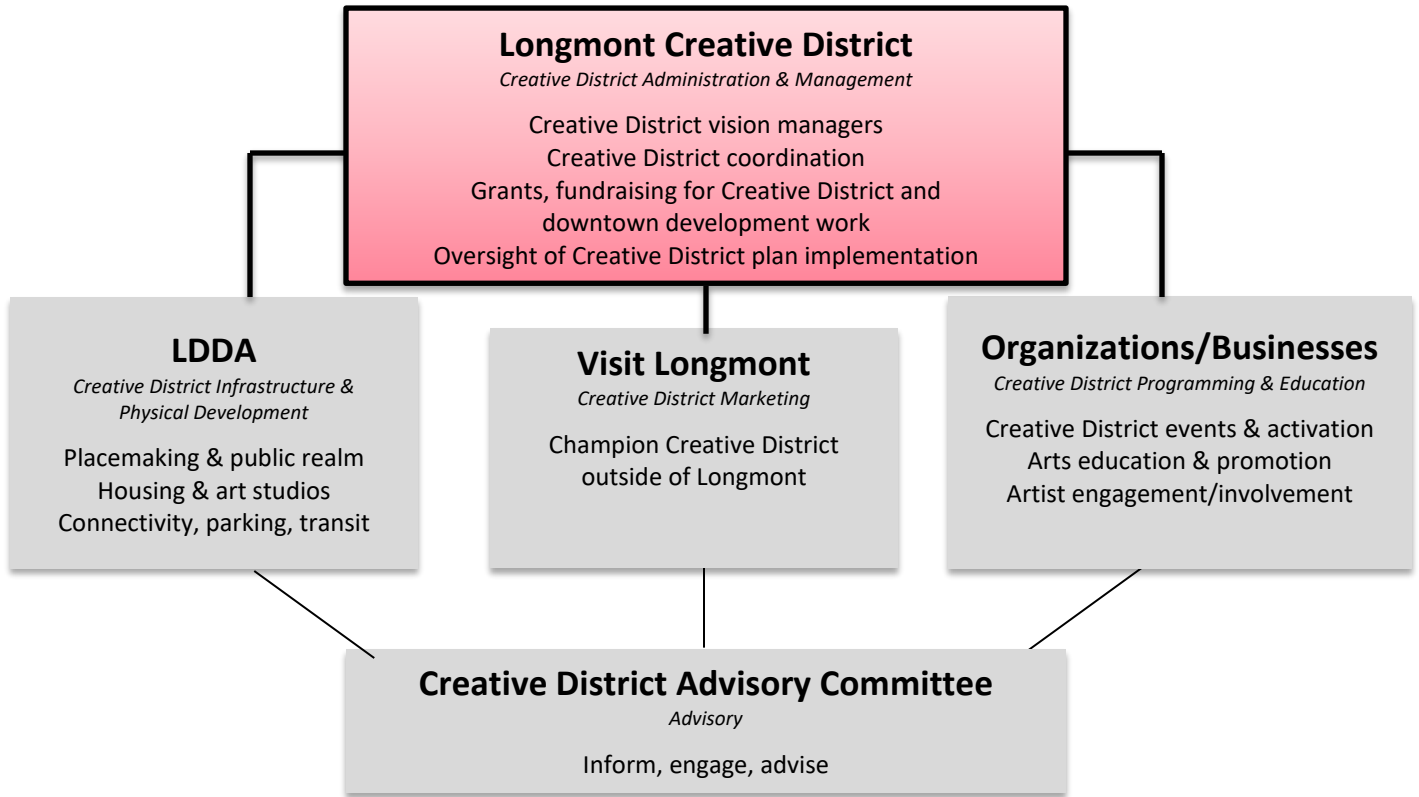 Longmont Creative District
Creative District Administration & Management
Creative District vision managers
Creative District coordination
Grants, fundraising for Creative District and
downtown development work
Oversight of Creative District plan implementation
LDDA
Creative District Infrastructure &
Physical Development
Placemaking & public realm
Housing & art studios
Connectivity, parking, transit
Visit Longmont
Creative District Marketing
Champion Creative District
outside of Longmont
Organizations/Businesses
Creative District Programming & Education
Creative District events & activation
Arts education & promotion
Artist engagement/involvement
Creative District Advisory Committee
Advisory
Inform, engage, advise